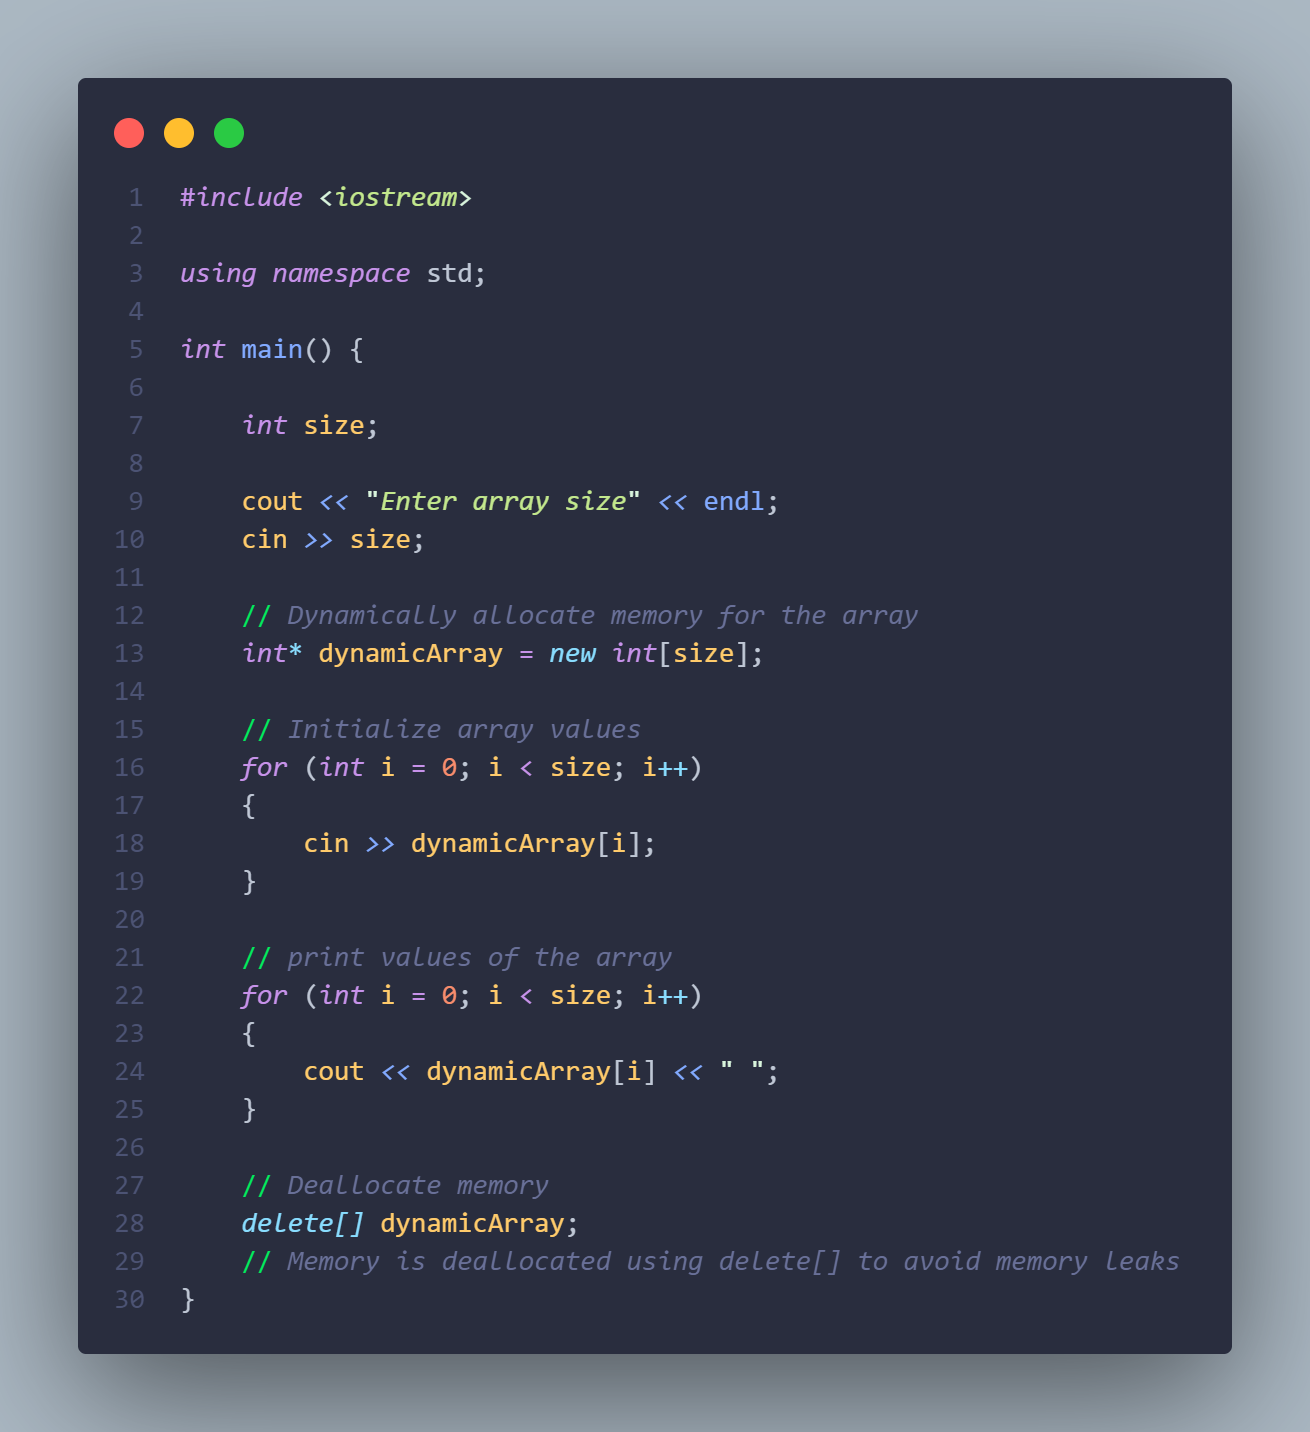 1 #include <iostream>
2
3 using namespace std;
4
5 int main() {
6
7     int size;
8
9     cout << "Enter array size" << endl;
10     cin >> size;
11
12     // Dynamically allocate memory for the array
13     int* dynamicArray = new int[size];
14
15     // Initialize array values
16     for (int i = 0; i < size; i++)
17     {
18         cin >> dynamicArray[i];
19     }
20
21     // print values of the array
22     for (int i = 0; i < size; i++)
23     {
24         cout << dynamicArray[i] << " ";
25     }
26
27     // Deallocate memory
28     delete[] dynamicArray;
29     // Memory is deallocated using delete[] to avoid memory leaks
30 }